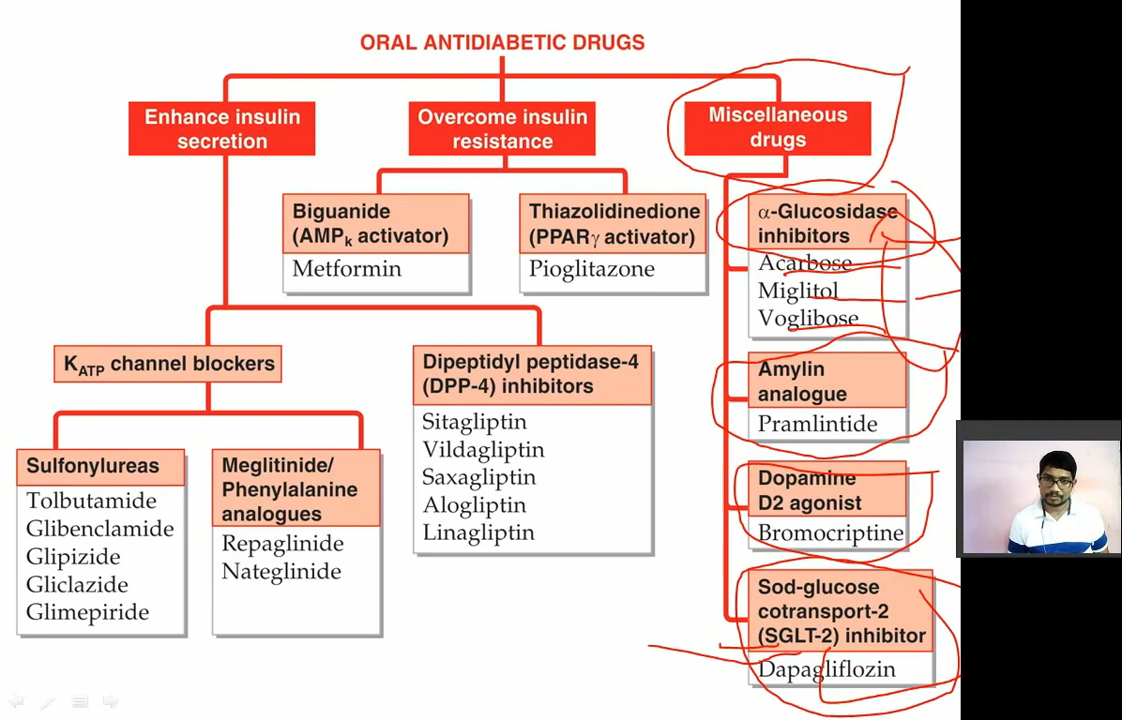 ORAL ANTIDIABETIC DRUGS
Enhance insulin
secretion
Overcome insulin
resistance
Miscellaneous
drugs
Biguanide
(AMPk activator)
Metformin
Thiazolidinedione
(PPARγ activator)
Pioglitazone
α-Glucosidase
inhibitors
Acarbose
Miglitol
Voglibose
KATP channel blockers
Dipeptidyl peptidase-4
(DPP-4) inhibitors
Sitagliptin
Vildagliptin
Saxagliptin
Alogliptin
Linagliptin
Amylin
analogue
Pramlintide
Sulfonylureas
Tolbutamide
Glibenclamide
Glipizide
Gliclazide
Glimepiride
Meglitinide/
Phenylalanine
analogues
Repaglinide
Nateglinide
Dopamine
D2 agonist
Bromocriptine
Sod-glucose
cotransport-2
(SGLT-2) inhibitor
Dapagliflozin